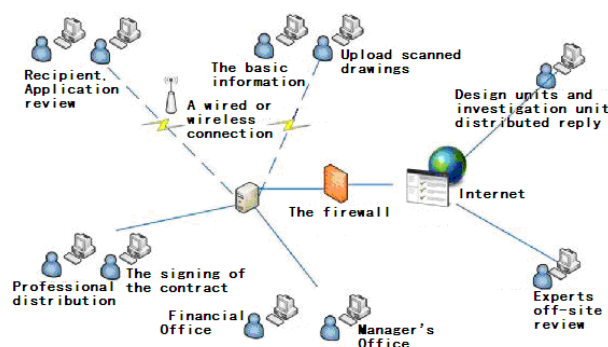 Recipient.
Application
review
The basic
information
Upload scanned
drawings
A wired or
wireless
connection
Design units and
investigation unit
distributed reply
Internet
The firewall
Professional
distribution
The signing of
the contract
Financial
Office
Manager's
Office
Experts
off-site
review